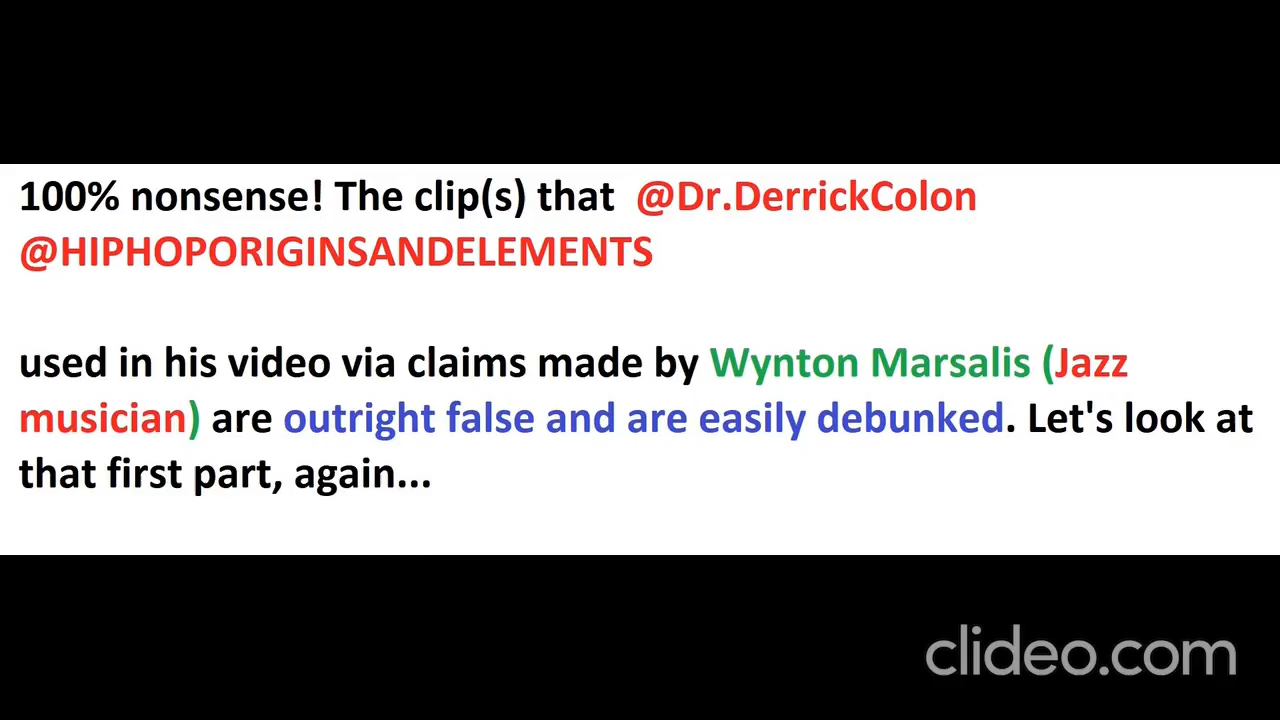 100% nonsense! The clip(s) that @Dr.DerrickColon
@HIPHOPORIGINSANDELEMENTS
used in his video via claims made by Wynton Marsalis (Jazz
musician) are outright false and are easily debunked. Let's look at
that first part, again...
clideo.com